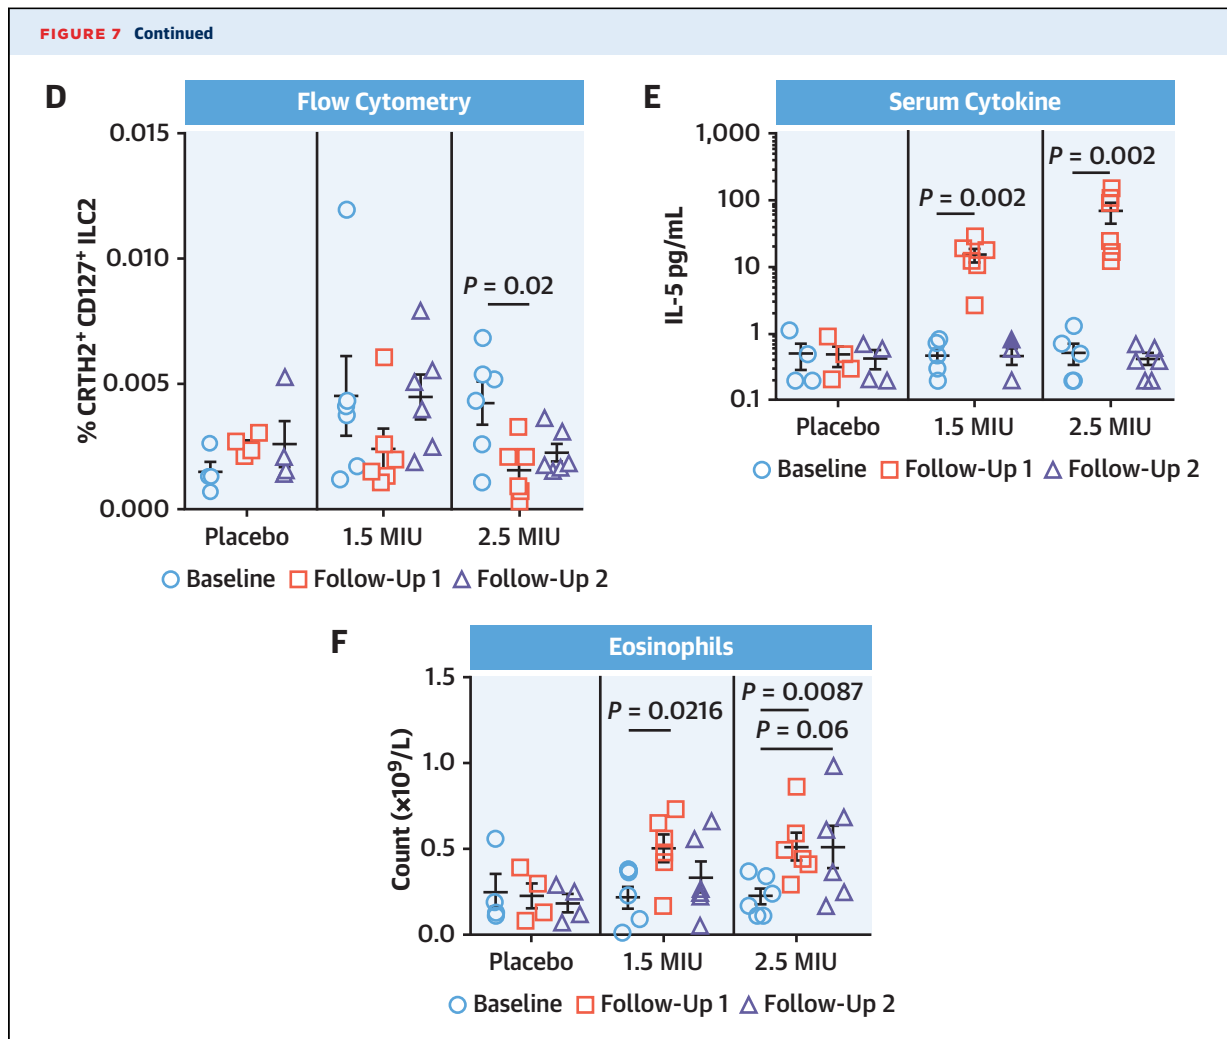 FIGURE 7 Continued
D
Flow Cytometry
% CRTH2+ CD127+ ILC2
0.015
0.010
0.005
0.000
P = 0.02
Placebo
1.5 MIU
2.5 MIU
Baseline
Follow-Up 1
Follow-Up 2
E
Serum Cytokine
IL-5 pg/mL
1,000
100
10
1
0.1
P = 0.002
P = 0.002
Placebo
1.5 MIU
2.5 MIU
Baseline
Follow-Up 1
Follow-Up 2
F
Eosinophils
Count (×10⁹/L)
1.5
1.0
0.5
0.0
P = 0.0216
P = 0.0087
P = 0.06
Placebo
1.5 MIU
2.5 MIU
Baseline
Follow-Up 1
Follow-Up 2